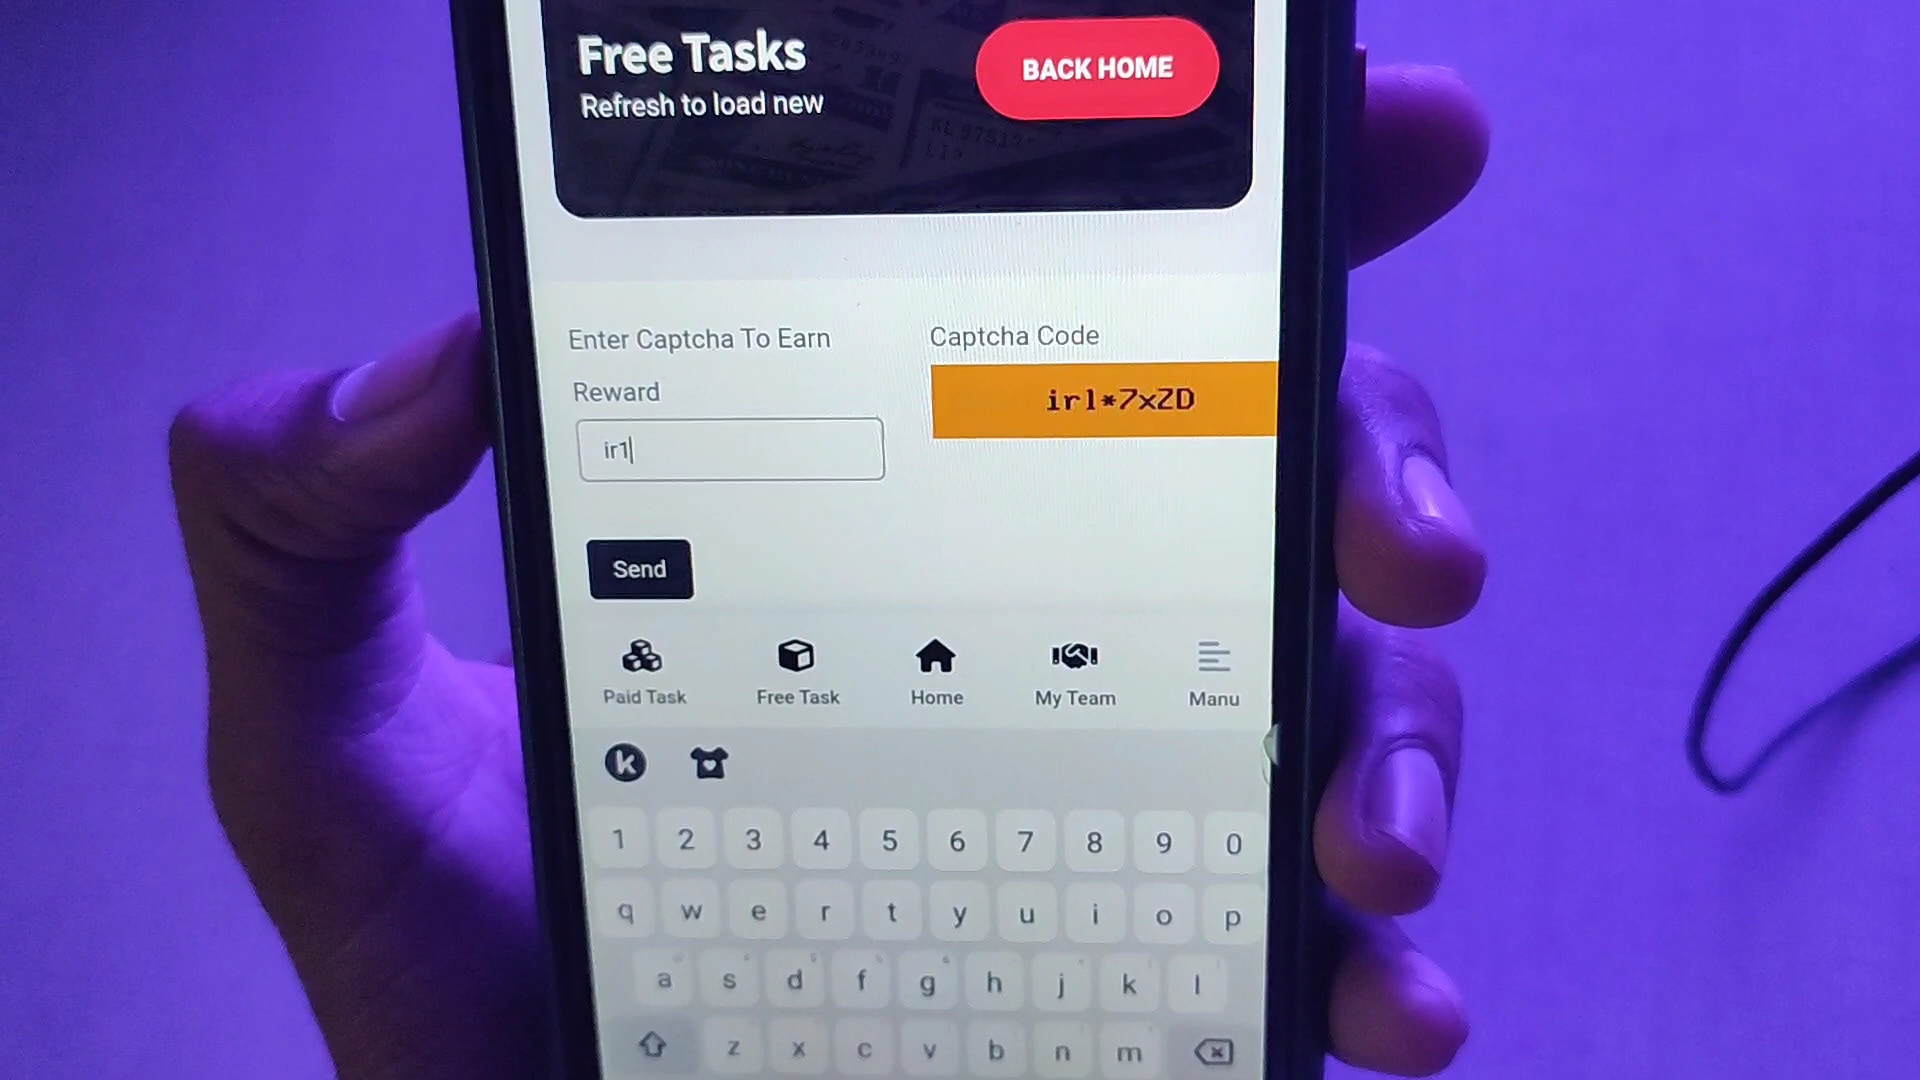 Free Tasks
Refresh to load new
BACK HOME
Enter Captcha To Earn
Captcha Code
Reward
irl*7xZD
ir1
Send
Paid Task
Free Task
Home
My Team
Manu
k
1 2 3 4 5 6 7 8 9 0
q w e r t y u i o p
a s d f g h j k l
z x c v b n m